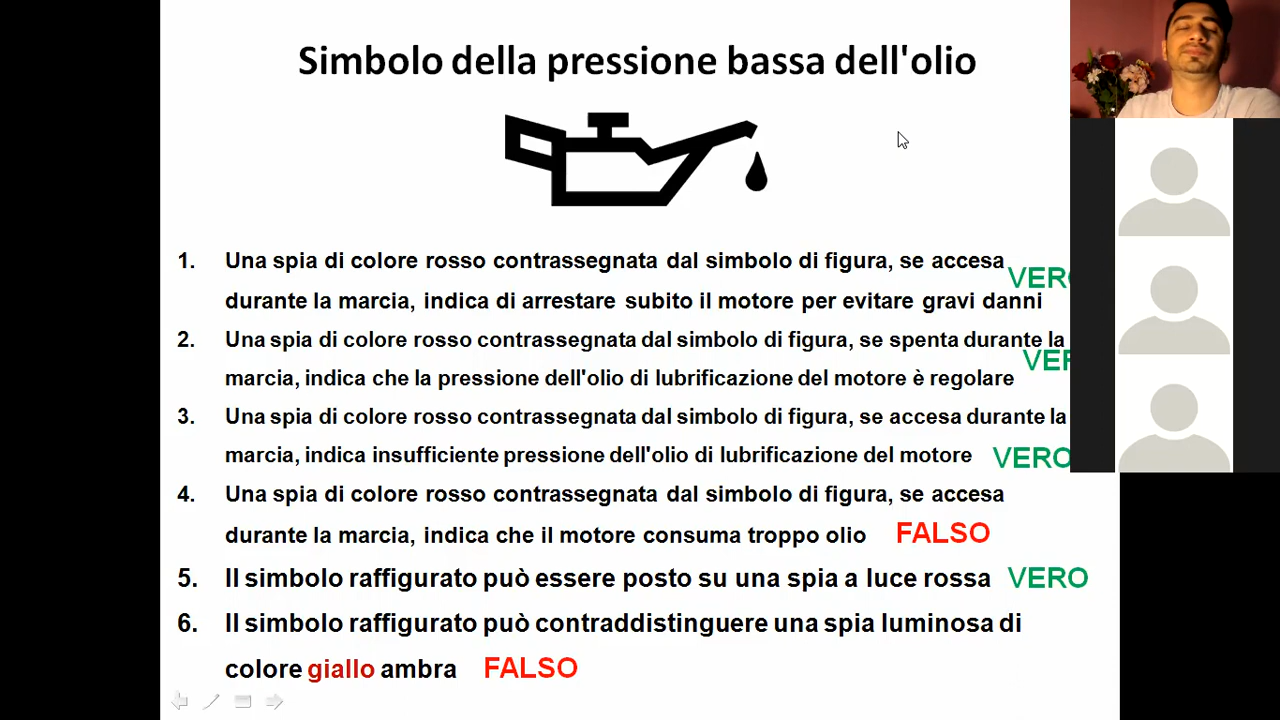 Simbolo della pressione bassa dell'olio
1. Una spia di colore rosso contrassegnata dal simbolo di figura, se accesa
durante la marcia, indica di arrestare subito il motore per evitare gravi danni VERO
2. Una spia di colore rosso contrassegnata dal simbolo di figura, se spenta durante la
marcia, indica che la pressione dell'olio di lubrificazione del motore è regolare VER
3. Una spia di colore rosso contrassegnata dal simbolo di figura, se accesa durante la
marcia, indica insufficiente pressione dell'olio di lubrificazione del motore VERO
4. Una spia di colore rosso contrassegnata dal simbolo di figura, se accesa
durante la marcia, indica che il motore consuma troppo olio FALSO
5. Il simbolo raffigurato può essere posto su una spia a luce rossa VERO
6. Il simbolo raffigurato può contraddistinguere una spia luminosa di
colore giallo ambra FALSO